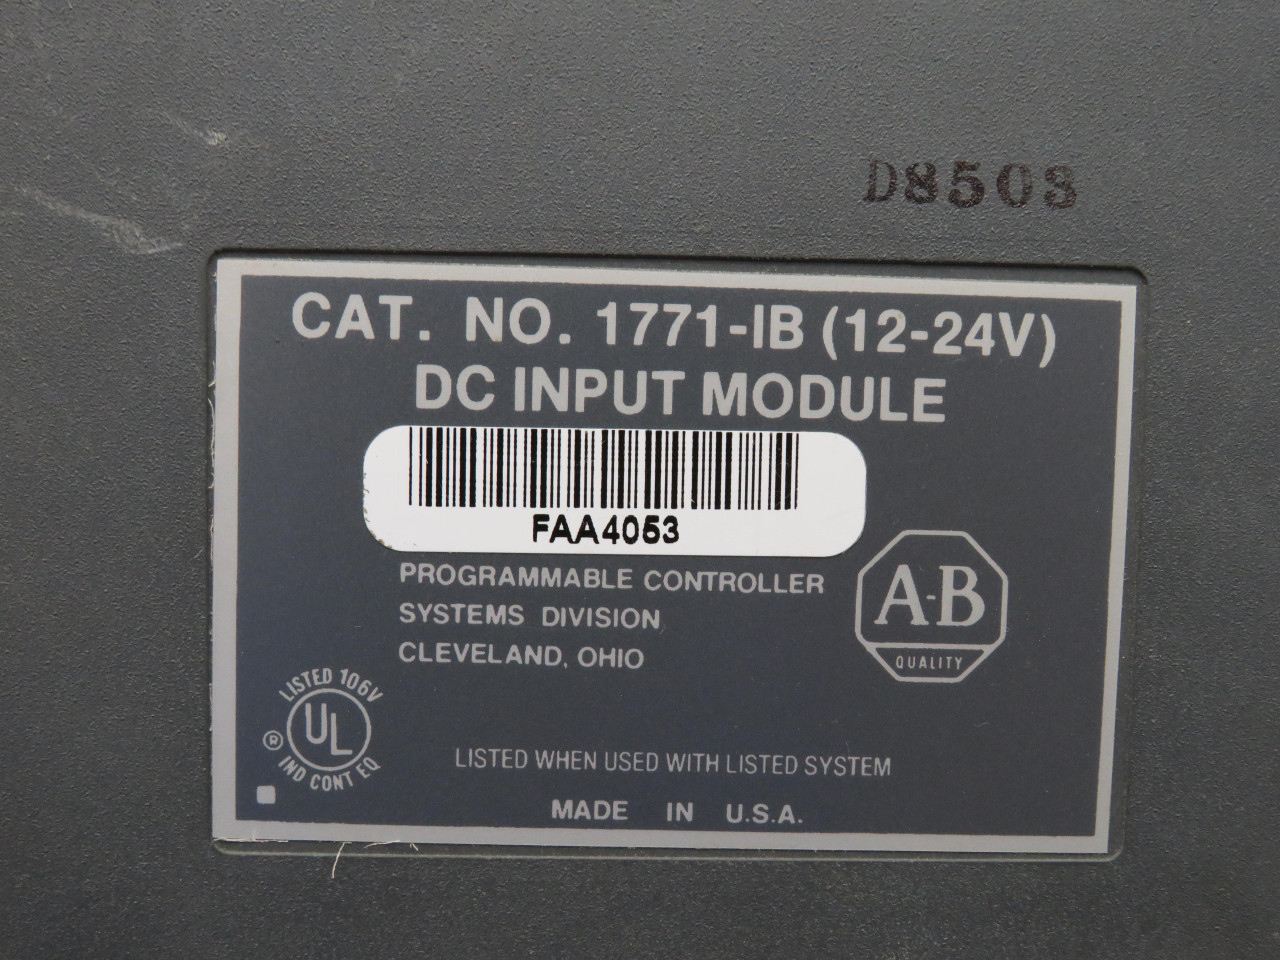 D8503
CAT. NO. 1771-IB (12-24V)
DC INPUT MODULE
FAA4053
PROGRAMMABLE CONTROLLER
SYSTEMS DIVISION
CLEVELAND, OHIO
A-B
QUALITY
LISTED 106V
UL
®
IND CONT EQ
LISTED WHEN USED WITH LISTED SYSTEM
MADE IN U.S.A.